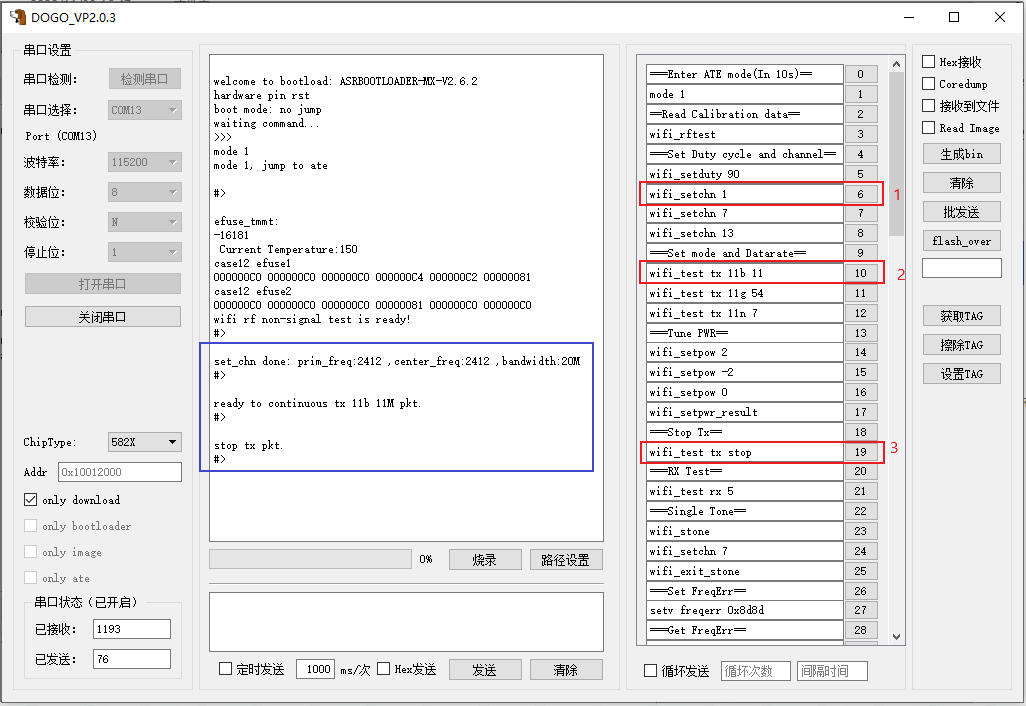 DOGO_VP2.0.3
串口设置
串口检测:
检测串口
串口选择:
COM13
Port (COM13)
波特率:
115200
数据位:
8
校验位:
N
停止位:
1
打开串口
关闭串口
ChipType:
582X
Addr
0x10012000
only download
only bootloader
only image
only ate
串口状态（已开启）
已接收:
1193
已发送:
76
welcome to bootload: ASRBOOTLOADER-MX-V2.6.2
hardware pin rst
boot mode: no jump
waiting command...
>>>
mode 1
mode 1, jump to ate
#>
efuse_tmmt:
-16181
Current Temperature:150
case12 efuse1
000000C0 000000C0 000000C0 000000C4 000000C2 00000081
case12 efuse2
000000C0 000000C0 000000C0 00000081 000000C0 000000C0
wifi rf non-signal test is ready!
#>
set_chn done: prim_freq:2412 ,center_freq:2412 ,bandwidth:20M
#>
ready to continuous tx 11b 11M pkt.
#>
stop tx pkt.
#>
0%
烧录
路径设置
定时发送
1000
ms/次
Hex发送
发送
清除
===Enter ATE mode(In 10s)== 0
mode 1 1
==Read Calibration data== 2
wifi_rftest 3
===Set Duty cycle and channel== 4
wifi_setduty 90 5
wifi_setchn 1 6 1
wifi_setchn 7 7
wifi_setchn 13 8
===Set mode and Datarate== 9
wifi_test tx 11b 11 10 2
wifi_test tx 11g 54 11
wifi_test tx 11n 7 12
===Tune PWR== 13
wifi_setpow 2 14
wifi_setpow -2 15
wifi_setpow 0 16
wifi_setpwr_result 17
===Stop Tx== 18
wifi_test tx stop 19 3
===RX Test== 20
wifi_test rx 5 21
===Single Tone== 22
wifi_stone 23
wifi_setchn 7 24
wifi_exit_stone 25
===Set FreqErr== 26
setv freqerr 0x8d8d 27
===Get FreqErr== 28
循环发送
循环次数
间隔时间
Hex接收
Coredump
接收到文件
Read Image
生成bin
清除
批发送
flash_over
获取TAG
擦除TAG
设置TAG